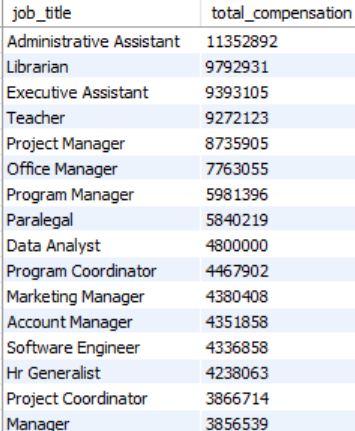 job_title total_compensation
Administrative Assistant 11352892
Librarian 9792931
Executive Assistant 9393105
Teacher 9272123
Project Manager 8735905
Office Manager 7763055
Program Manager 5981396
Paralegal 5840219
Data Analyst 4800000
Program Coordinator 4467902
Marketing Manager 4380408
Account Manager 4351858
Software Engineer 4336858
Hr Generalist 4238063
Project Coordinator 3866714
Manager 3856539